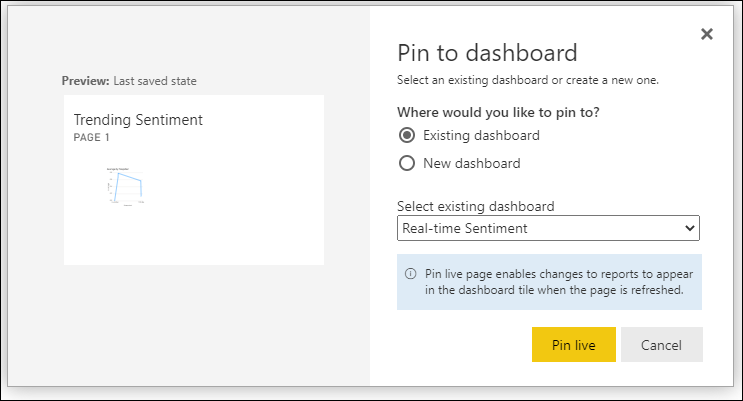 Pin to dashboard
Select an existing dashboard or create a new one.
Preview: Last saved state
Trending Sentiment
PAGE 1
Where would you like to pin to?
Existing dashboard
New dashboard
Select existing dashboard
Real-time Sentiment
Pin live page enables changes to reports to appear
in the dashboard tile when the page is refreshed.
Pin live
Cancel